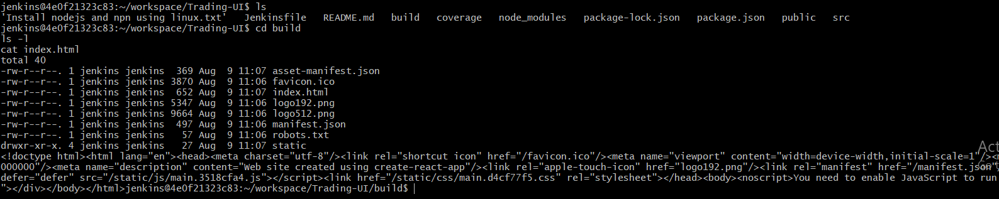 jenkins@4e0f21323c83:~/workspace/Trading-UI$ ls
'Install nodejs and npn using linux.txt'   Jenkinsfile   README.md   build   coverage   node_modules   package-lock.json   package.json   public   src
jenkins@4e0f21323c83:~/workspace/Trading-UI$ cd build
ls -l
cat index.html
total 40
-rw-r--r--. 1 jenkins jenkins  369 Aug  9 11:07 asset-manifest.json
-rw-r--r--. 1 jenkins jenkins 3870 Aug  9 11:06 favicon.ico
-rw-r--r--. 1 jenkins jenkins  652 Aug  9 11:07 index.html
-rw-r--r--. 1 jenkins jenkins 5347 Aug  9 11:06 logo192.png
-rw-r--r--. 1 jenkins jenkins 9664 Aug  9 11:06 logo512.png
-rw-r--r--. 1 jenkins jenkins  497 Aug  9 11:06 manifest.json
-rw-r--r--. 1 jenkins jenkins   57 Aug  9 11:06 robots.txt
drwxr-xr-x. 4 jenkins jenkins   27 Aug  9 11:07 static
<!doctype html><html lang="en"><head><meta charset="utf-8"/><link rel="shortcut icon" href="/favicon.ico"/><meta name="viewport" content="width=device-width,initial-scale=1"/><
000000"/><meta name="description" content="Web site created using create-react-app"/><link rel="apple-touch-icon" href="logo192.png"/><link rel="manifest" href="/manifest.json"/
defer="defer" src="/static/js/main.3518cfa4.js"></script><link href="/static/css/main.d4cf77f5.css" rel="stylesheet"></head><body><noscript>You need to enable JavaScript to run
"></div></body></html>jenkins@4e0f21323c83:~/workspace/Trading-UI/build$